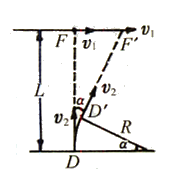 F v₁ F' v₁
L
α v₂
v₂ D' R
α
D